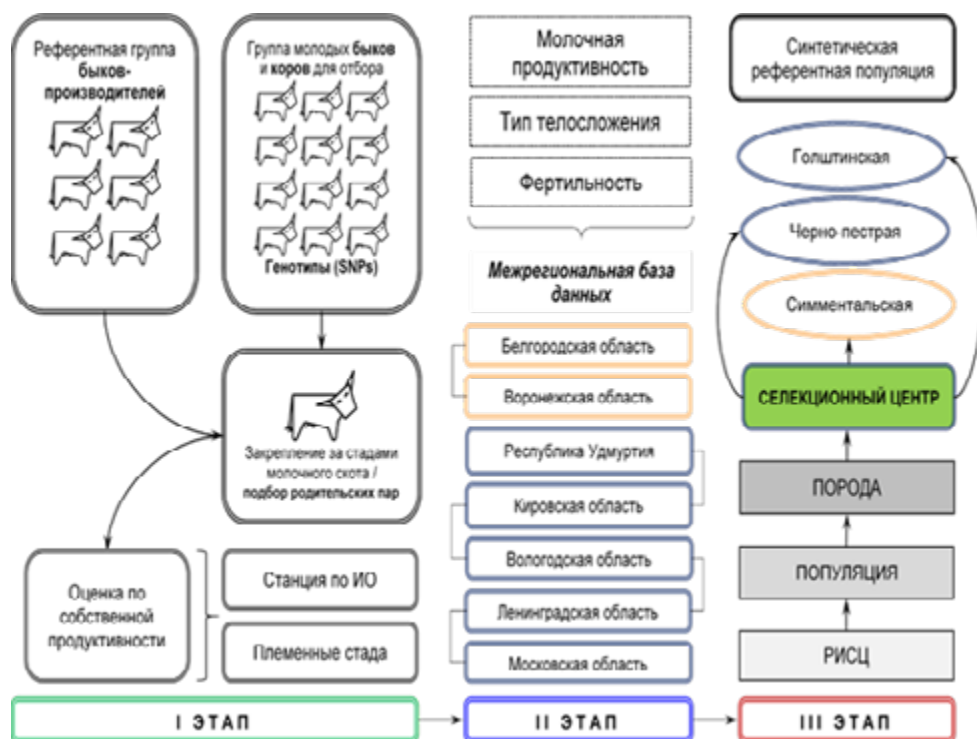 Референтная группа
быков-
производителей
Группа молодых быков
и коров для отбора
Генотипы (SNPs)
Закрепление за стадами
молочного скота /
подбор родительских пар
Оценка по
собственной
продуктивности
Станция по ИО
Племенные стада
I ЭТАП
Молочная
продуктивность
Тип телосложения
Фертильность
Межрегиональная база
данных
Белгородская область
Воронежская область
Республика Удмуртия
Кировская область
Вологодская область
Ленинградская область
Московская область
II ЭТАП
Синтетическая
референтная популяция
Голштинская
Черно пестрая
Симментальская
СЕЛЕКЦИОННЫЙ ЦЕНТР
ПОРОДА
ПОПУЛЯЦИЯ
РИСЦ
III ЭТАП